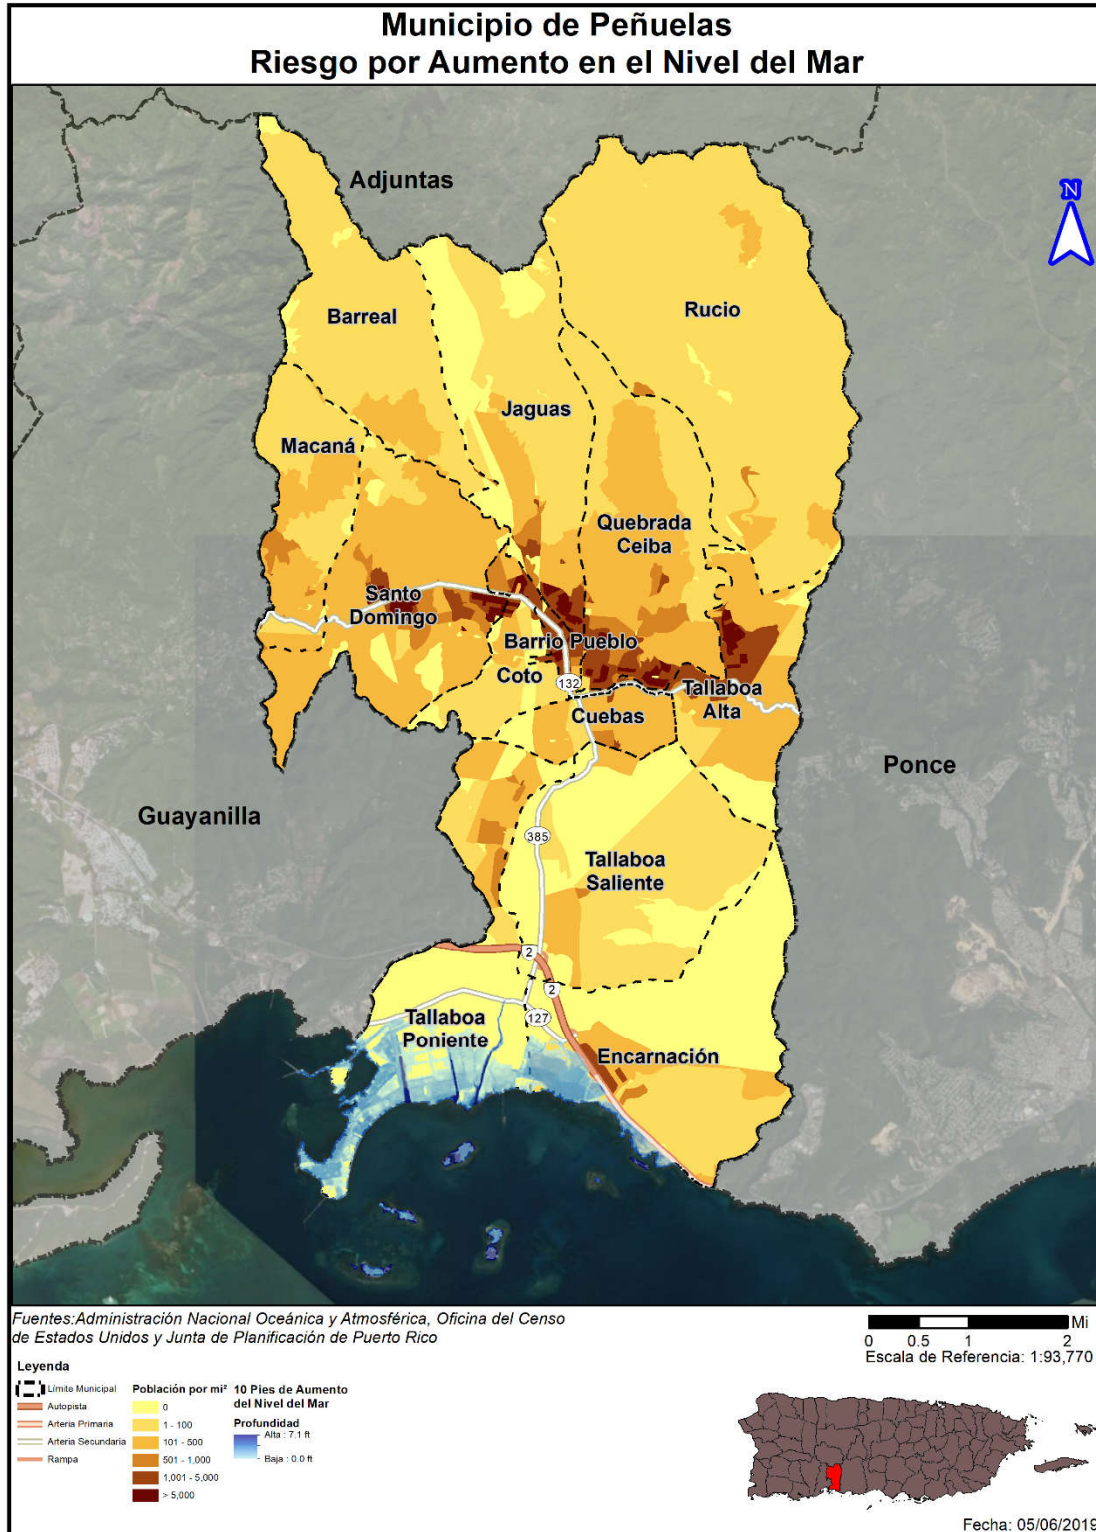 Municipio de Peñuelas
Riesgo por Aumento en el Nivel del Mar
N
Adjuntas
Barreal
Rucio
Jaguas
Macaná
Quebrada
Ceiba
Santo
Domingo
Barrio Pueblo
Coto
132
Tallaboa
Alta
Cuebas
Ponce
Guayanilla
385
Tallaboa
Saliente
2
2
127
Tallaboa
Poniente
Encarnación
Fuentes:Administración Nacional Oceánica y Atmosférica, Oficina del Censo
de Estados Unidos y Junta de Planificación de Puerto Rico
Mi
0 0.5 1 2
Escala de Referencia: 1:93,770
Leyenda
Límite Municipal
Autopista
Arteria Primaria
Arteria Secundaria
Rampa
Población por mi²
0
1 - 100
101 - 500
501 - 1,000
1,001 - 5,000
> 5,000
10 Pies de Aumento
del Nivel del Mar
Profundidad
Alta : 7.1 ft
Baja : 0.0 ft
Fecha: 05/06/2019